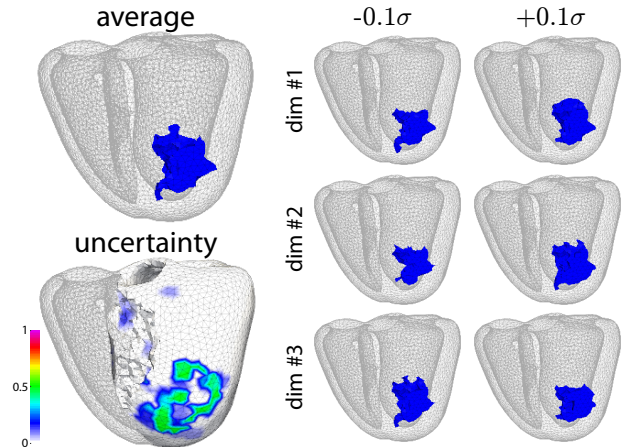 average
uncertainty
1
0.5
0
-0.1σ
+0.1σ
dim #1
dim #2
dim #3